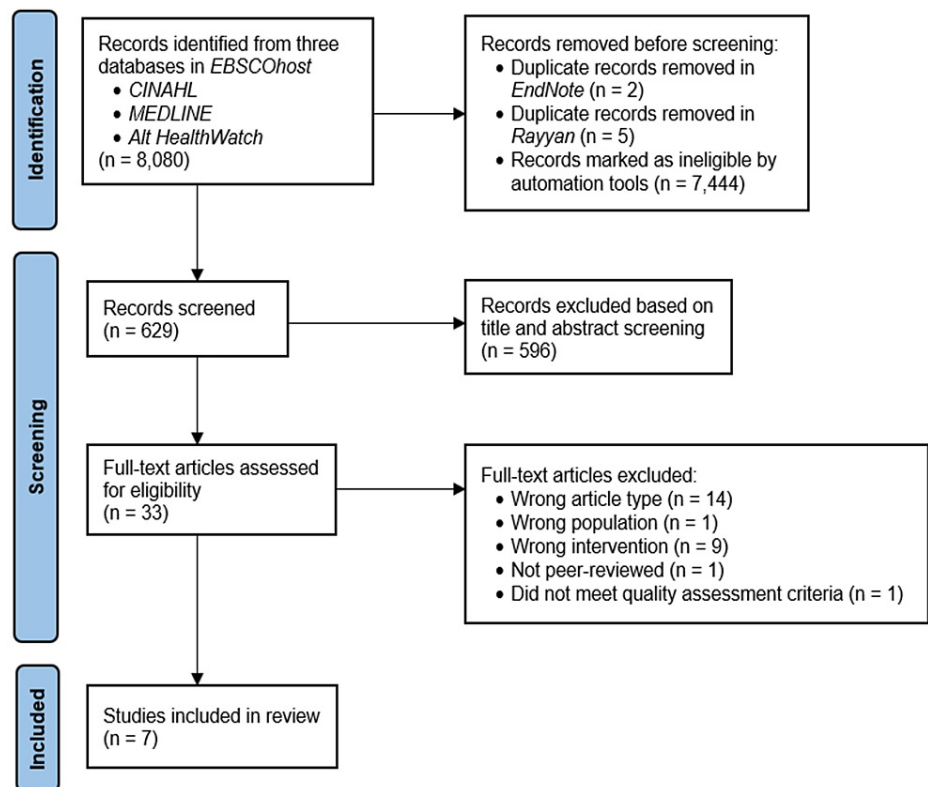 Identification
Records identified from three
databases in EBSCOhost
• CINAHL
• MEDLINE
• Alt HealthWatch
(n = 8,080)
Records removed before screening:
• Duplicate records removed in
EndNote (n = 2)
• Duplicate records removed in
Rayyan (n = 5)
• Records marked as ineligible by
automation tools (n = 7,444)
Screening
Records screened
(n = 629)
Records excluded based on
title and abstract screening
(n = 596)
Full-text articles assessed
for eligibility
(n = 33)
Full-text articles excluded:
• Wrong article type (n = 14)
• Wrong population (n = 1)
• Wrong intervention (n = 9)
• Not peer-reviewed (n = 1)
• Did not meet quality assessment criteria (n = 1)
Included
Studies included in review
(n = 7)